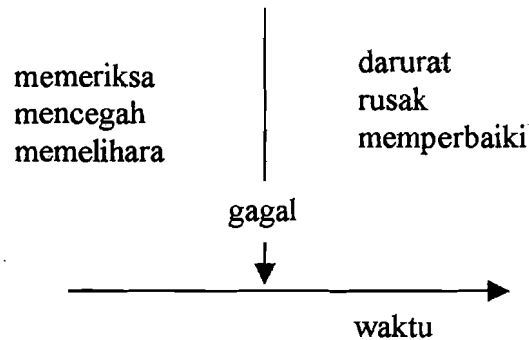 memeriksa
mencegah
memelihara
darurat
rusak
memperbaiki
gagal
waktu